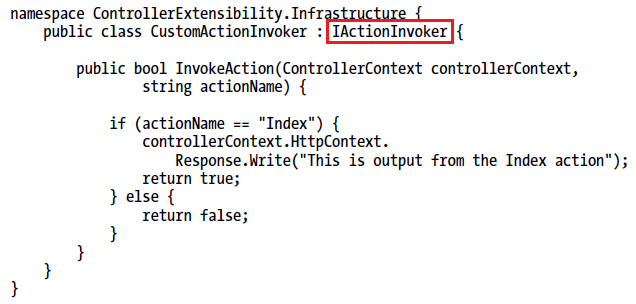 namespace ControllerExtensibility.Infrastructure {
    public class CustomActionInvoker : IActionInvoker {
        public bool InvokeAction(ControllerContext controllerContext,
                string actionName) {
            if (actionName == "Index") {
                controllerContext.HttpContext.
                    Response.Write("This is output from the Index action");
                return true;
            } else {
                return false;
            }
        }
    }
}